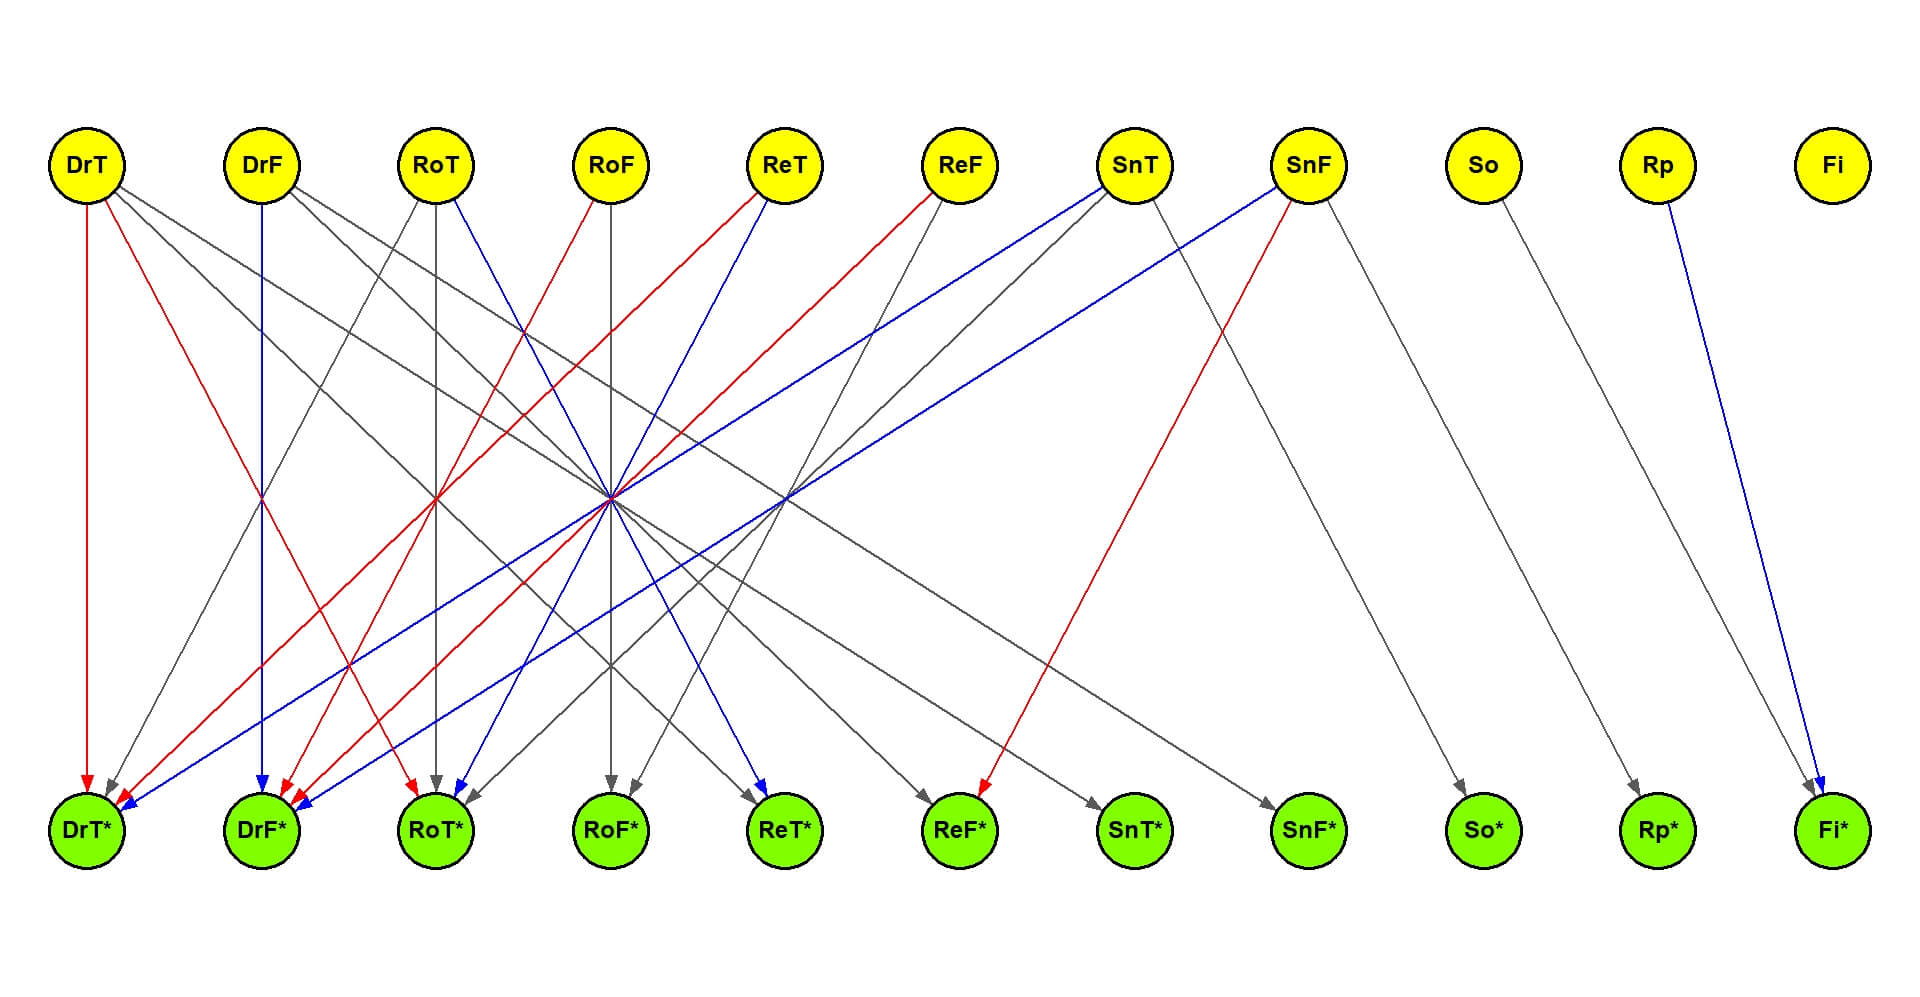 DrT DrF RoT RoF ReT ReF SnT SnF So Rp Fi
DrT* DrF* RoT* RoF* ReT* ReF* SnT* SnF* So* Rp* Fi*